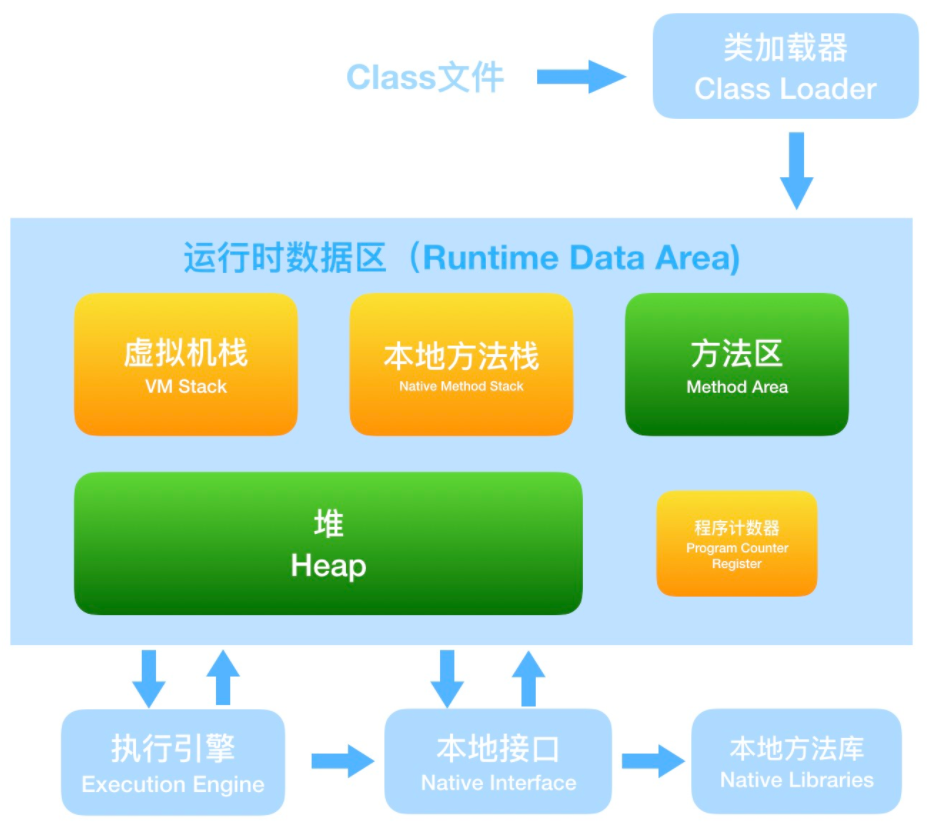 Class文件
类加载器
Class Loader
运行时数据区（Runtime Data Area)
虚拟机栈
VM Stack
本地方法栈
Native Method Stack
方法区
Method Area
堆
Heap
程序计数器
Program Counter
Register
执行引擎
Execution Engine
本地接口
Native Interface
本地方法库
Native Libraries